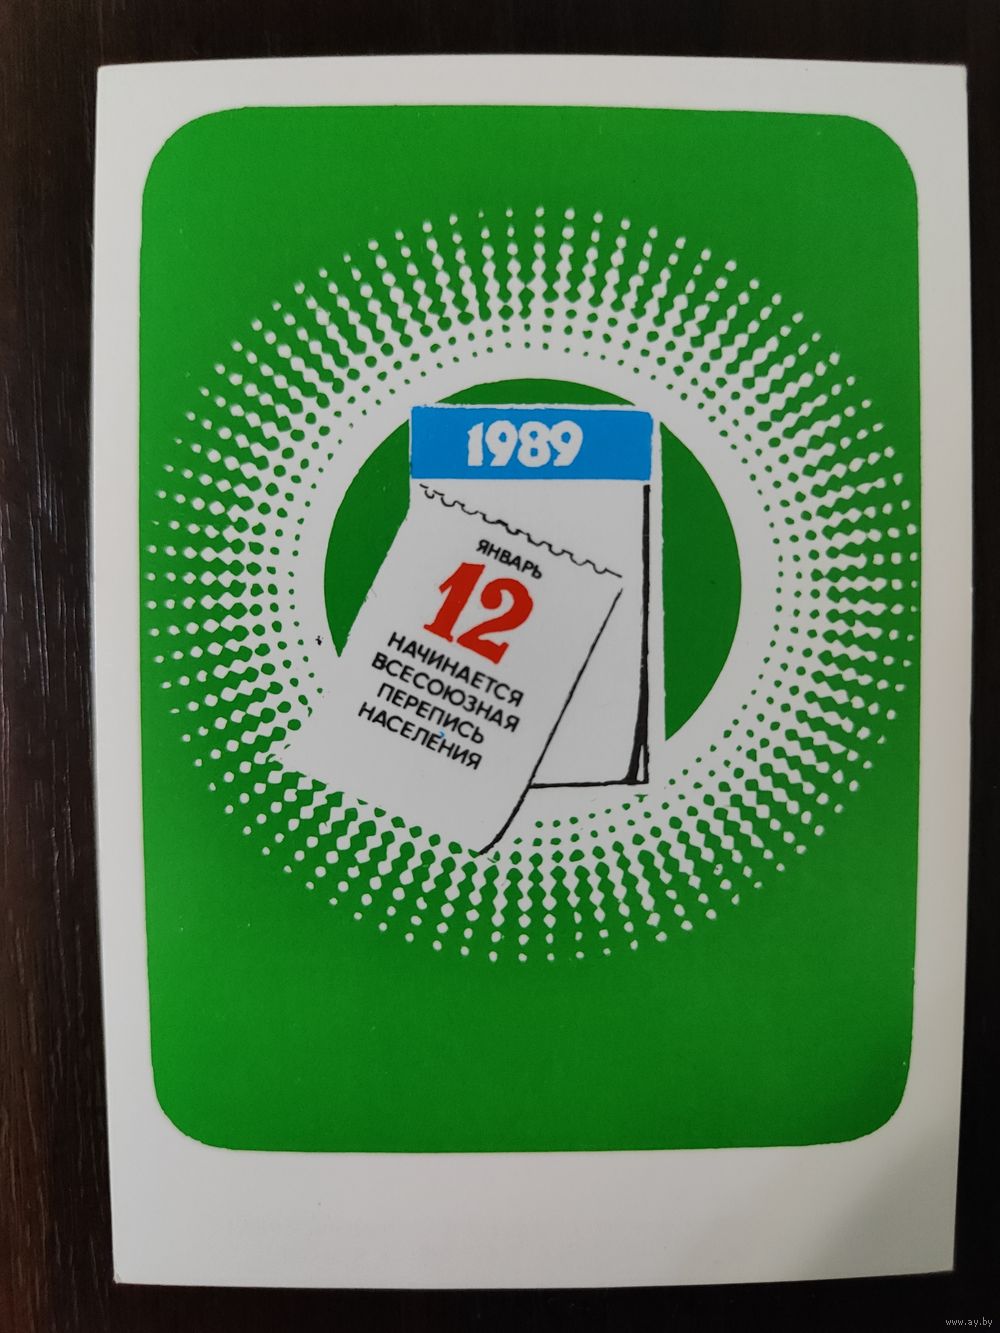 1989
ЯНВАРЬ
12
НАЧИНАЕТСЯ
ВСЕСОЮЗНАЯ
ПЕРЕПИСЬ
НАСЕЛЕНИЯ
www.ay.by